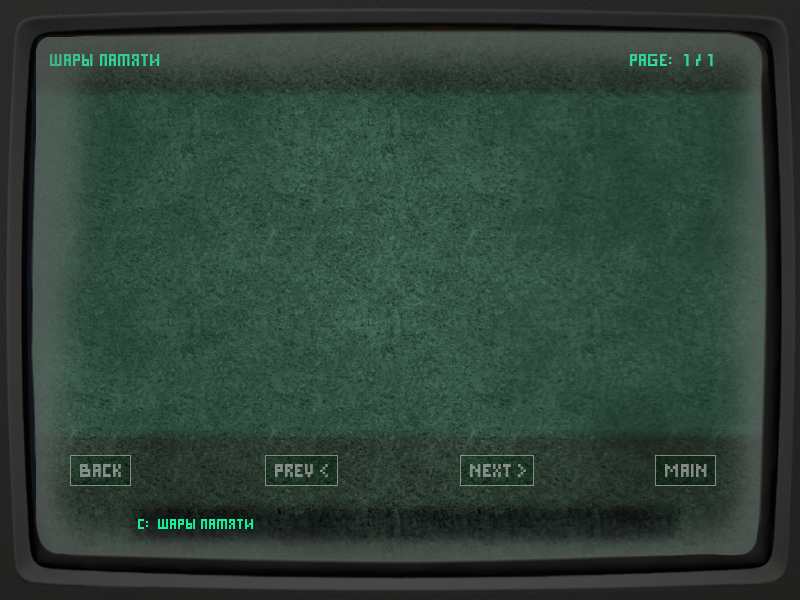 ШАРЫ ПАМЯТИ
PAGE: 1 / 1
BACK
PREV <
NEXT >
MAIN
C: ШАРЫ ПАМЯТИ